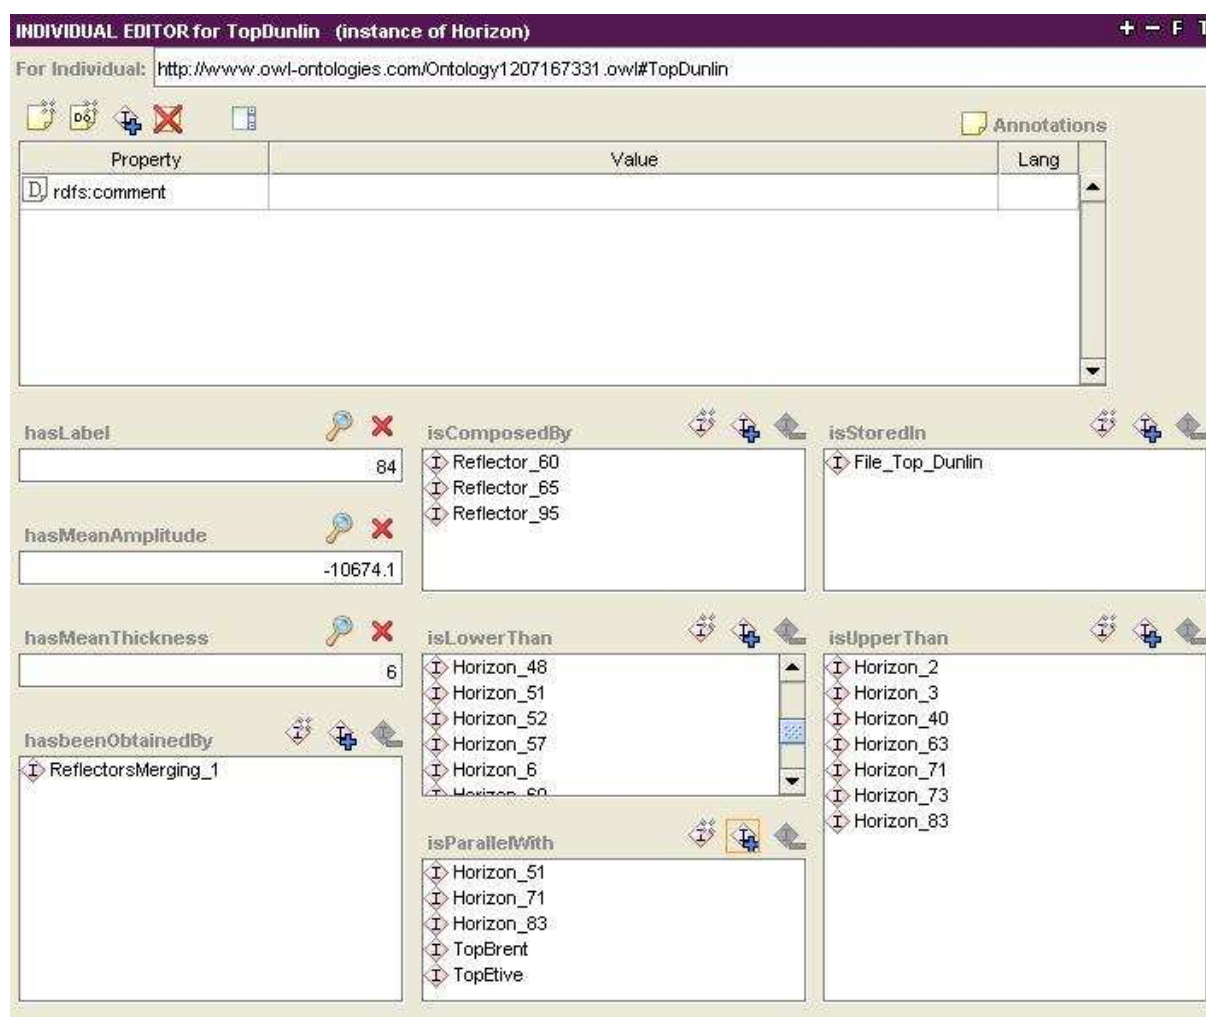 INDIVIDUAL EDITOR for TopDunlin (instance of Horizon) + − F T
For Individual: http://www.owl-ontologies.com/Ontology1207167331.owl#TopDunlin
Annotations
Property Value Lang
rdfs:comment
hasLabel
84
hasMeanAmplitude
-10674.1
hasMeanThickness
6
hasbeenObtainedBy
ReflectorsMerging_1
isComposedBy
Reflector_60
Reflector_65
Reflector_95
isLowerThan
Horizon_48
Horizon_51
Horizon_52
Horizon_57
Horizon_6
Horizon_60
isParallelWith
Horizon_51
Horizon_71
Horizon_83
TopBrent
TopEtive
isStoredIn
File_Top_Dunlin
isUpperThan
Horizon_2
Horizon_3
Horizon_40
Horizon_63
Horizon_71
Horizon_73
Horizon_83